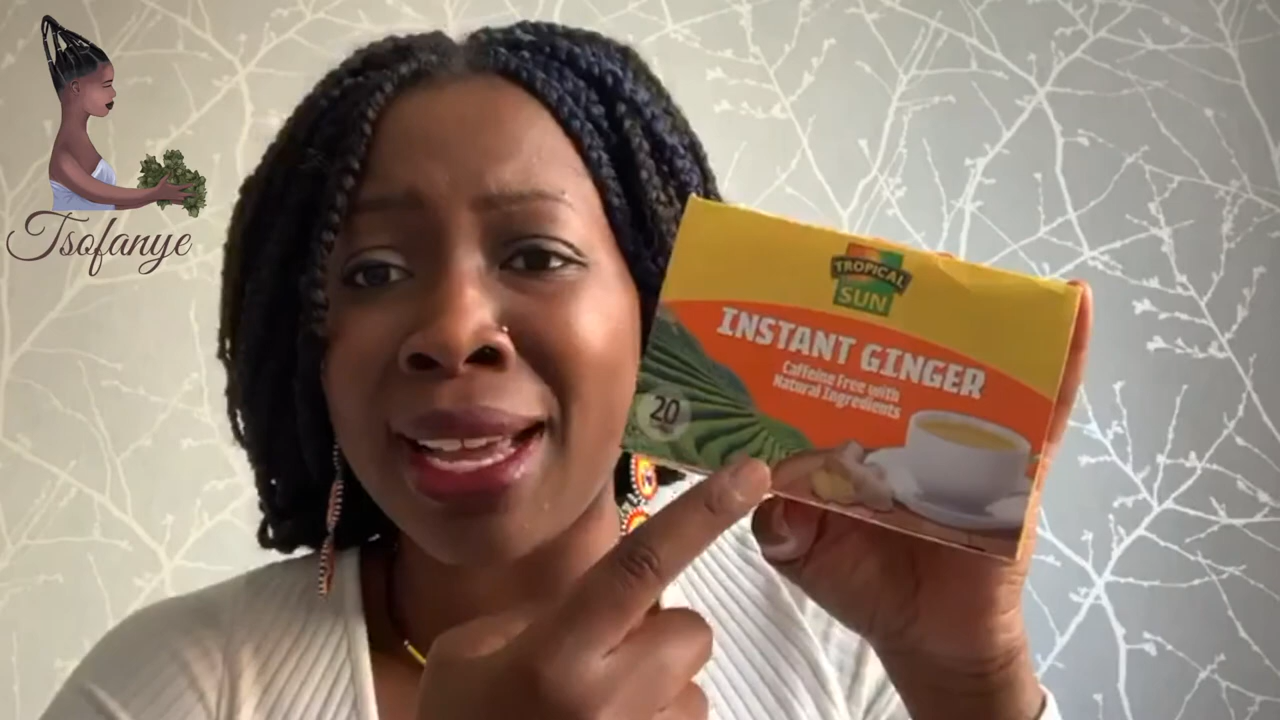 Tsofanye
TROPICAL
SUN
INSTANT GINGER
Caffeine Free with
Natural Ingredients
20